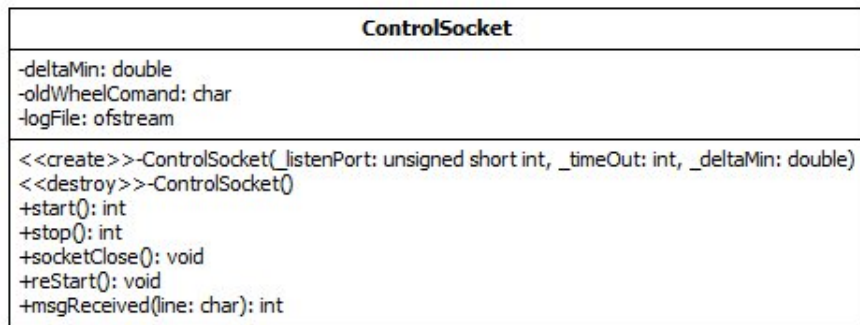 ControlSocket
-deltaMin: double
-oldWheelComand: char
-logFile: ofstream
<<create>>-ControlSocket(_listenPort: unsigned short int, _timeOut: int, _deltaMin: double)
<<destroy>>-ControlSocket()
+start(): int
+stop(): int
+socketClose(): void
+reStart(): void
+msgReceived(line: char): int